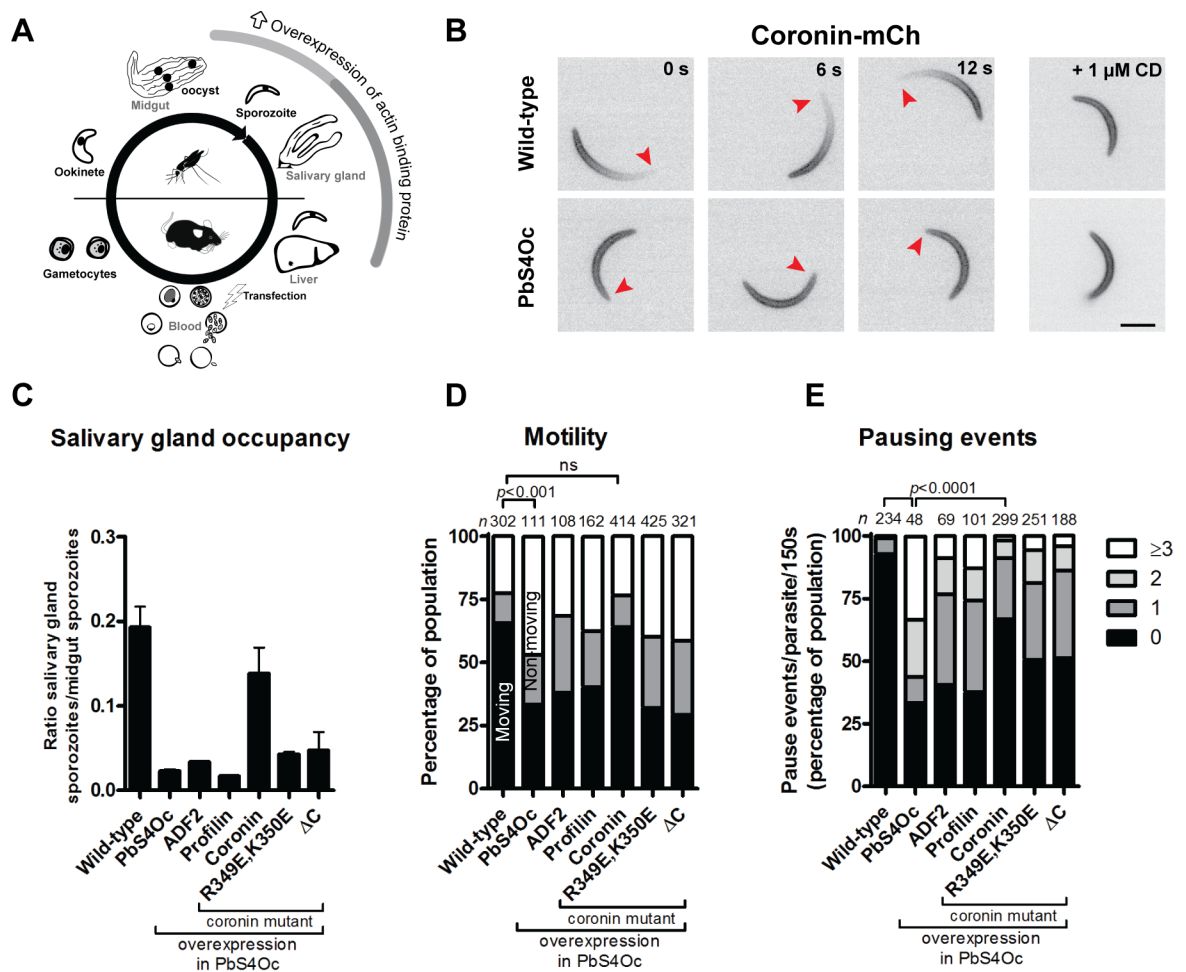 A
Overexpression of actin binding protein
oocyst
Midgut
Sporozoite
Ookinete
Salivary gland
Gametocytes
Liver
Transfection
Blood
B
Coronin-mCh
0 s
6 s
12 s
+ 1 µM CD
Wild-type
PbS4Oc
C
Salivary gland occupancy
Ratio salivary gland
sporozoites/midgut sporozoites
0.3
0.2
0.1
0.0
Wild-type
PbS4Oc
ADF2
Profilin
Coronin
R349E,K350E
ΔC
coronin mutant
overexpression
in PbS4Oc
D
Motility
ns
p<0.001
n 302 111 108 162 414 425 321
Percentage of population
100
75
50
25
0
Moving
Non-moving
Wild-type
PbS4Oc
ADF2
Profilin
Coronin
R349E,K350E
ΔC
coronin mutant
overexpression
in PbS4Oc
E
Pausing events
p<0.0001
n 234 48 69 101 299 251 188
Pause events/parasite/150s
(percentage of population)
100
75
50
25
0
≥3
2
1
0
Wild-type
PbS4Oc
ADF2
Profilin
Coronin
R349E,K350E
ΔC
coronin mutant
overexpression
in PbS4Oc